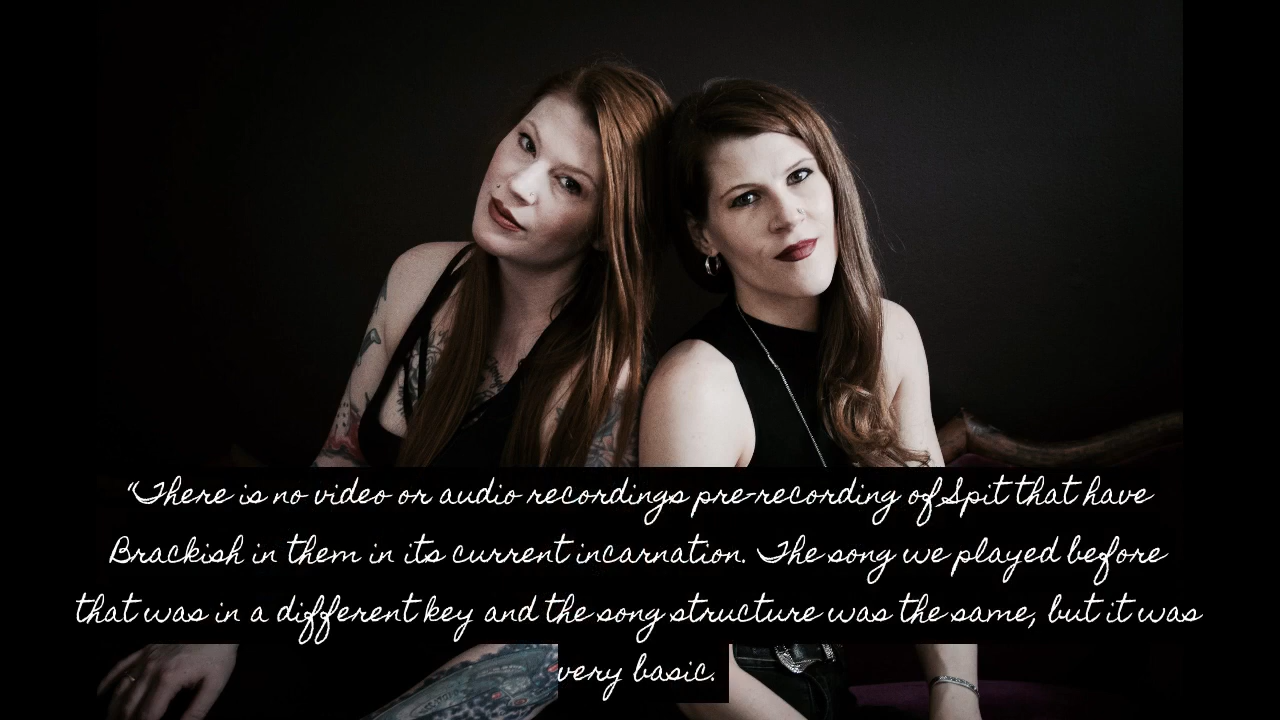 “There is no video or audio recordings pre-recording of Spit that have
Brackish in them in its current incarnation. The song we played before
that was in a different key and the song structure was the same, but it was
very basic.